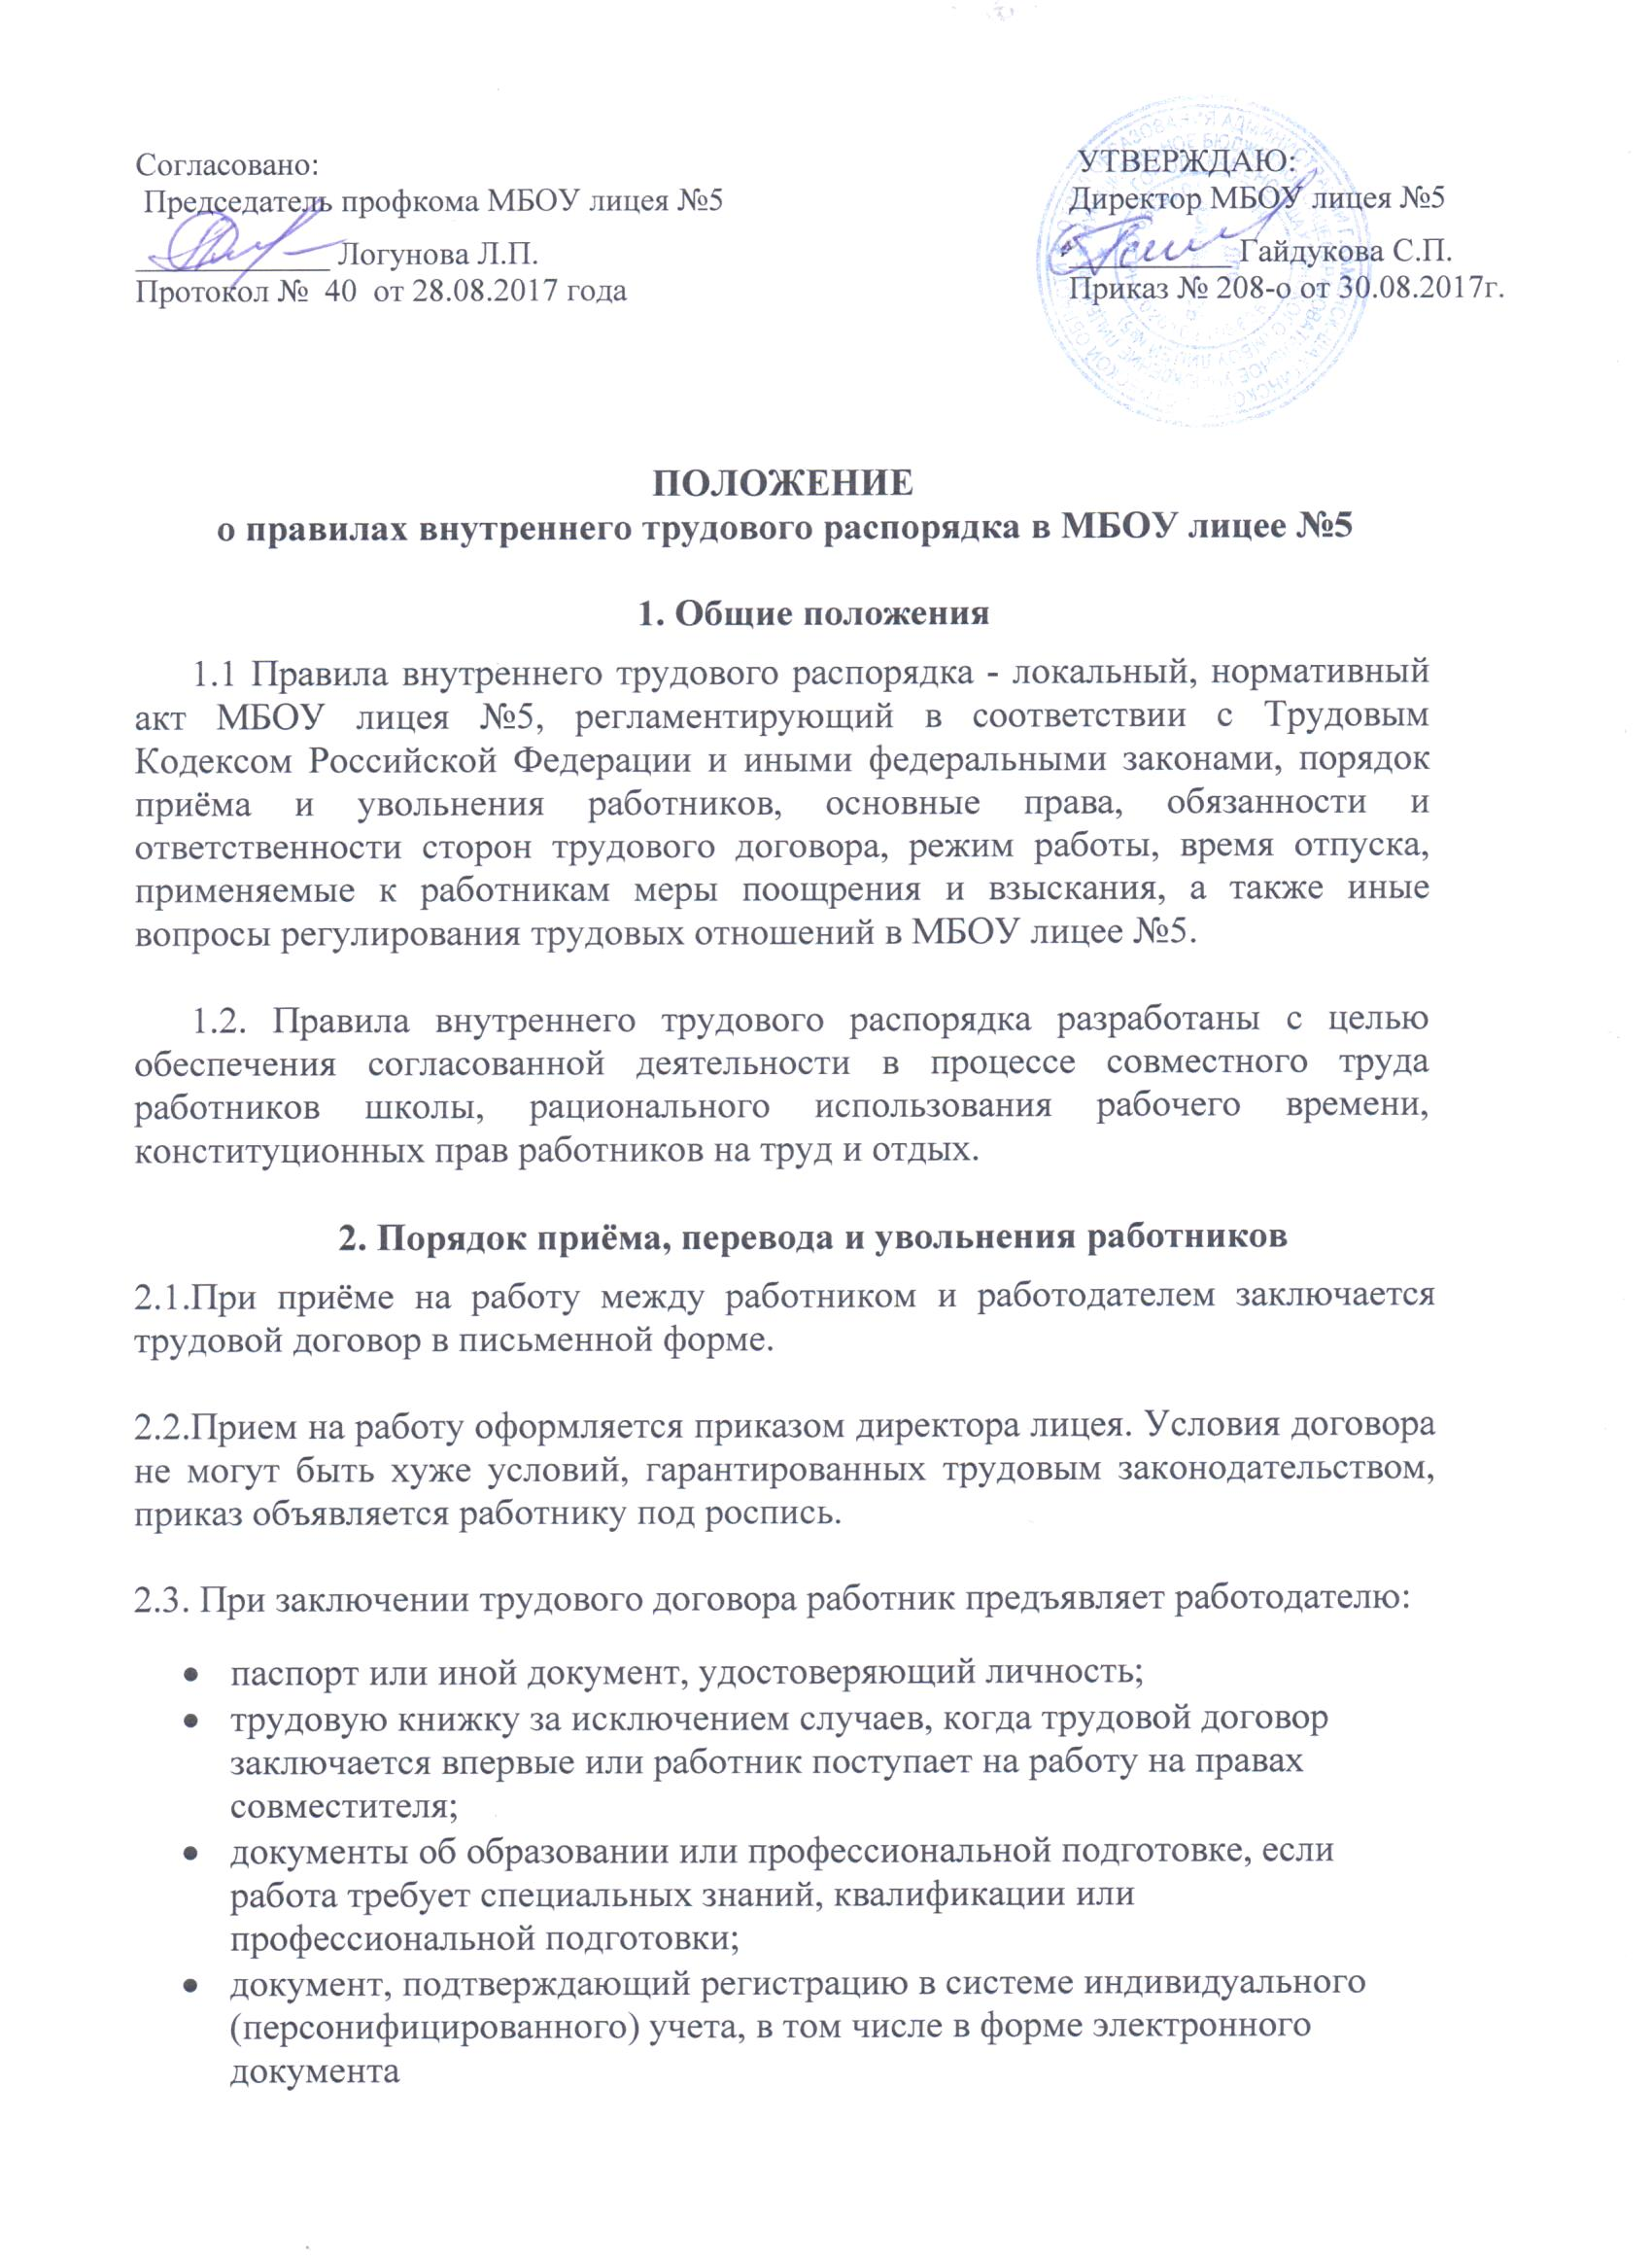 Согласовано:
Председатель профкома МБОУ лицея №5
____________ Логунова Л.П.
Протокол № 40 от 28.08.2017 года
УТВЕРЖДАЮ:
Директор МБОУ лицея №5
__________ Гайдукова С.П.
Приказ № 208-о от 30.08.2017г.
ПОЛОЖЕНИЕ
о правилах внутреннего трудового распорядка в МБОУ лицее №5
1. Общие положения
1.1 Правила внутреннего трудового распорядка - локальный, нормативный
акт МБОУ лицея №5, регламентирующий в соответствии с Трудовым
Кодексом Российской Федерации и иными федеральными законами, порядок
приёма и увольнения работников, основные права, обязанности и
ответственности сторон трудового договора, режим работы, время отпуска,
применяемые к работникам меры поощрения и взыскания, а также иные
вопросы регулирования трудовых отношений в МБОУ лицее №5.
1.2. Правила внутреннего трудового распорядка разработаны с целью
обеспечения согласованной деятельности в процессе совместного труда
работников школы, рационального использования рабочего времени,
конституционных прав работников на труд и отдых.
2. Порядок приёма, перевода и увольнения работников
2.1.При приёме на работу между работником и работодателем заключается
трудовой договор в письменной форме.
2.2.Прием на работу оформляется приказом директора лицея. Условия договора
не могут быть хуже условий, гарантированных трудовым законодательством,
приказ объявляется работнику под роспись.
2.3. При заключении трудового договора работник предъявляет работодателю:
• паспорт или иной документ, удостоверяющий личность;
• трудовую книжку за исключением случаев, когда трудовой договор
заключается впервые или работник поступает на работу на правах
совместителя;
• документы об образовании или профессиональной подготовке, если
работа требует специальных знаний, квалификации или
профессиональной подготовки;
• документ, подтверждающий регистрацию в системе индивидуального
(персонифицированного) учета, в том числе в форме электронного
документа